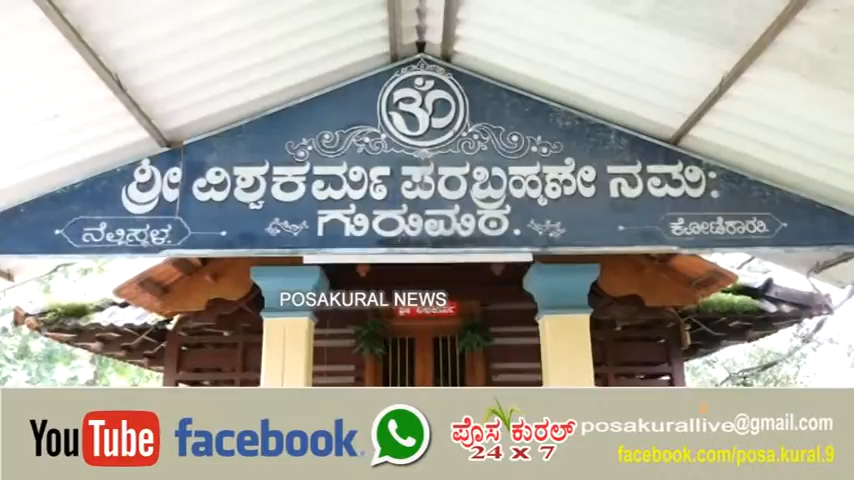 ಓಂ
ಶ್ರೀ ವಿಶ್ವಕರ್ಮ ಪರಬ್ರಹ್ಮಣೇ ನಮಃ
ಗುರುಮಠ.
ಕೋಟೆಕಾರು.
POSAKURAL NEWS
YouTube facebook ಪೊಸ ಕುರಲ್ posakurallive@gmail.com
24 x 7 facebook.com/posa.kural.9